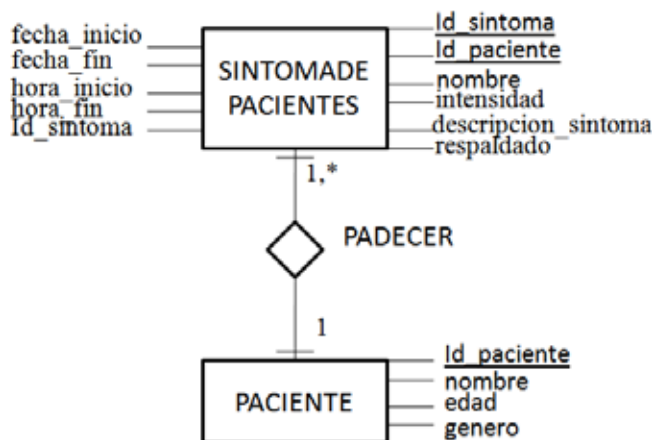 fecha_inicio
fecha_fin
hora_inicio
hora_fin
Id_sintoma
SINTOMADE
PACIENTES
Id_sintoma
Id_paciente
nombre
intensidad
descripcion_sintoma
respaldado
1,*
PADECER
1
PACIENTE
Id_paciente
nombre
edad
genero